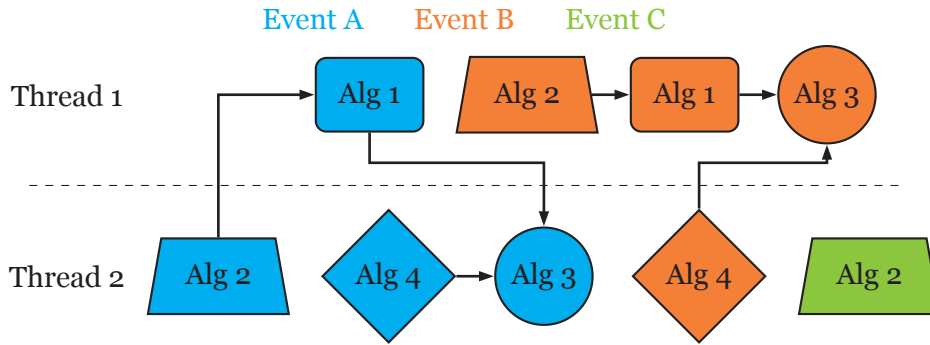 Event A Event B Event C
Thread 1 Alg 1 Alg 2 Alg 1 Alg 3
Thread 2 Alg 2 Alg 4 Alg 3 Alg 4 Alg 2